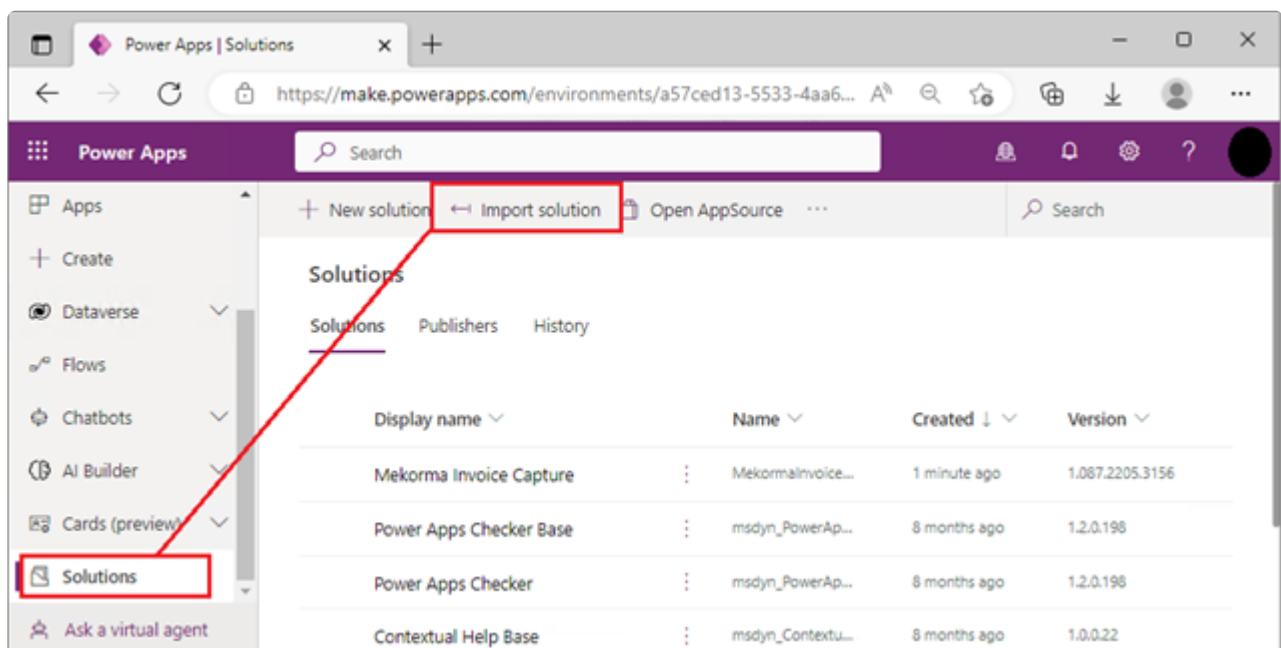 Power Apps | Solutions
https://make.powerapps.com/environments/a57ced13-5533-4aa6...
Power Apps
Search
Apps
Create
Dataverse
Flows
Chatbots
AI Builder
Cards (preview)
Solutions
Ask a virtual agent
New solution Import solution Open AppSource ... Search
Solutions
Solutions Publishers History
Display name Name Created ↓ Version
Mekorma Invoice Capture MekormaInvoice... 1 minute ago 1.087.2205.3156
Power Apps Checker Base msdyn_PowerAp... 8 months ago 1.2.0.198
Power Apps Checker msdyn_PowerAp... 8 months ago 1.2.0.198
Contextual Help Base msdyn_Contextu... 8 months ago 1.0.0.22